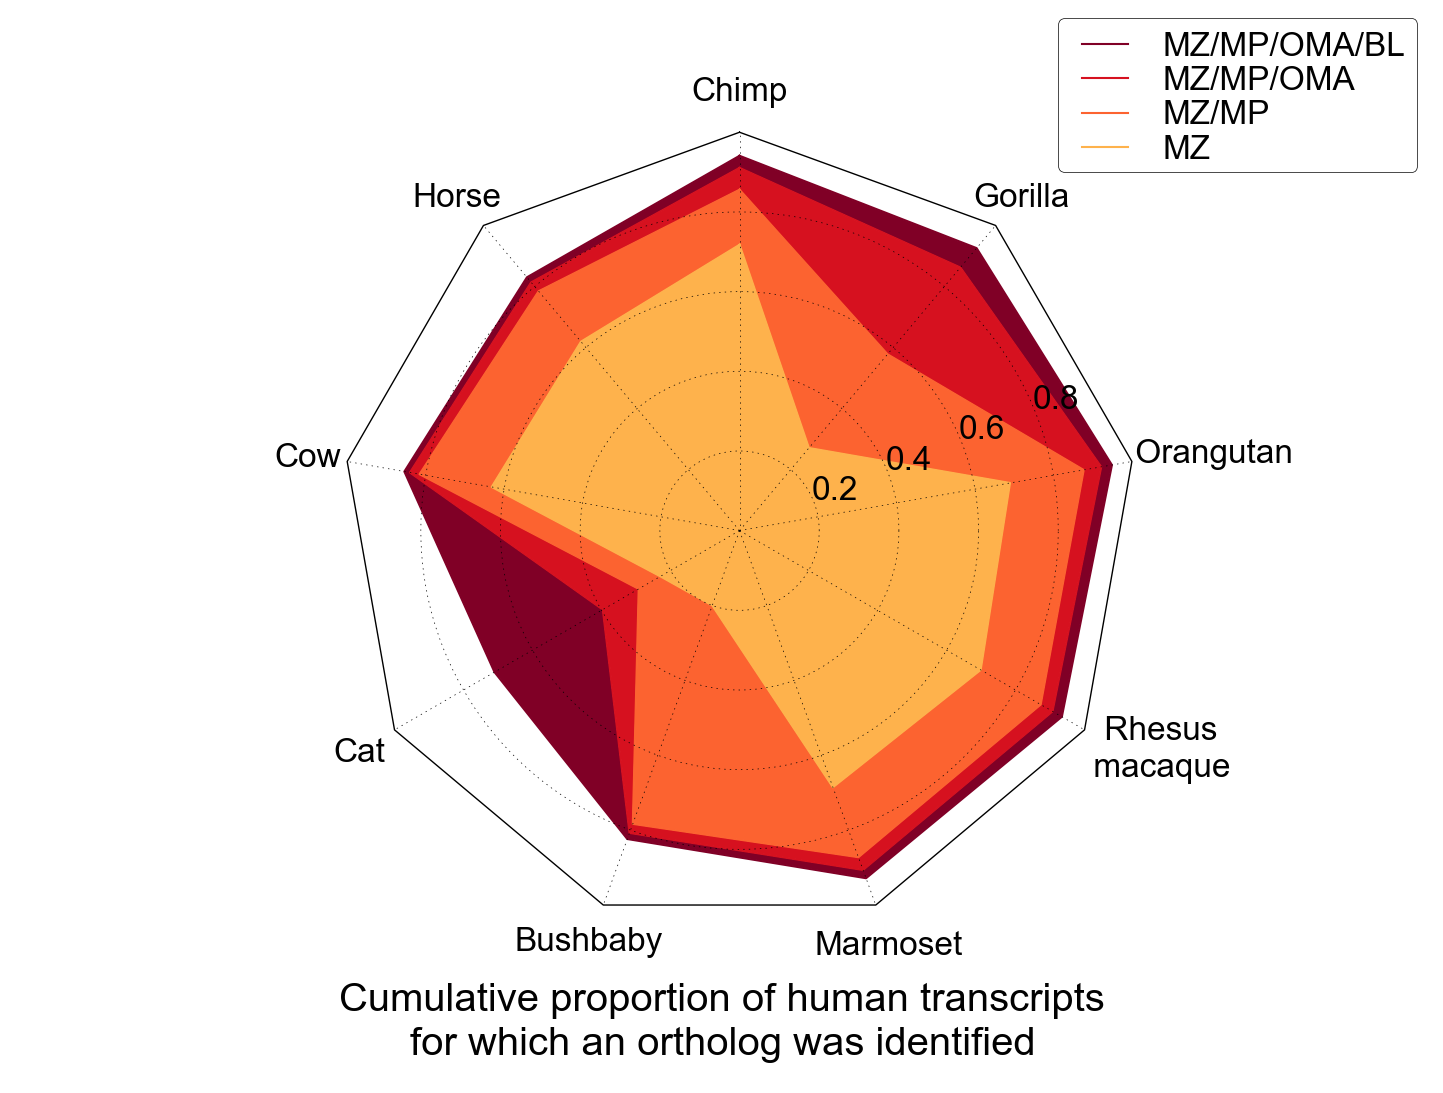 MZ/MP/OMA/BL
MZ/MP/OMA
MZ/MP
MZ
Chimp
Horse
Gorilla
0.8
0.6
0.4
0.2
Cow
Orangutan
Rhesus
macaque
Cat
Bushbaby
Marmoset
Cumulative proportion of human transcripts
for which an ortholog was identified